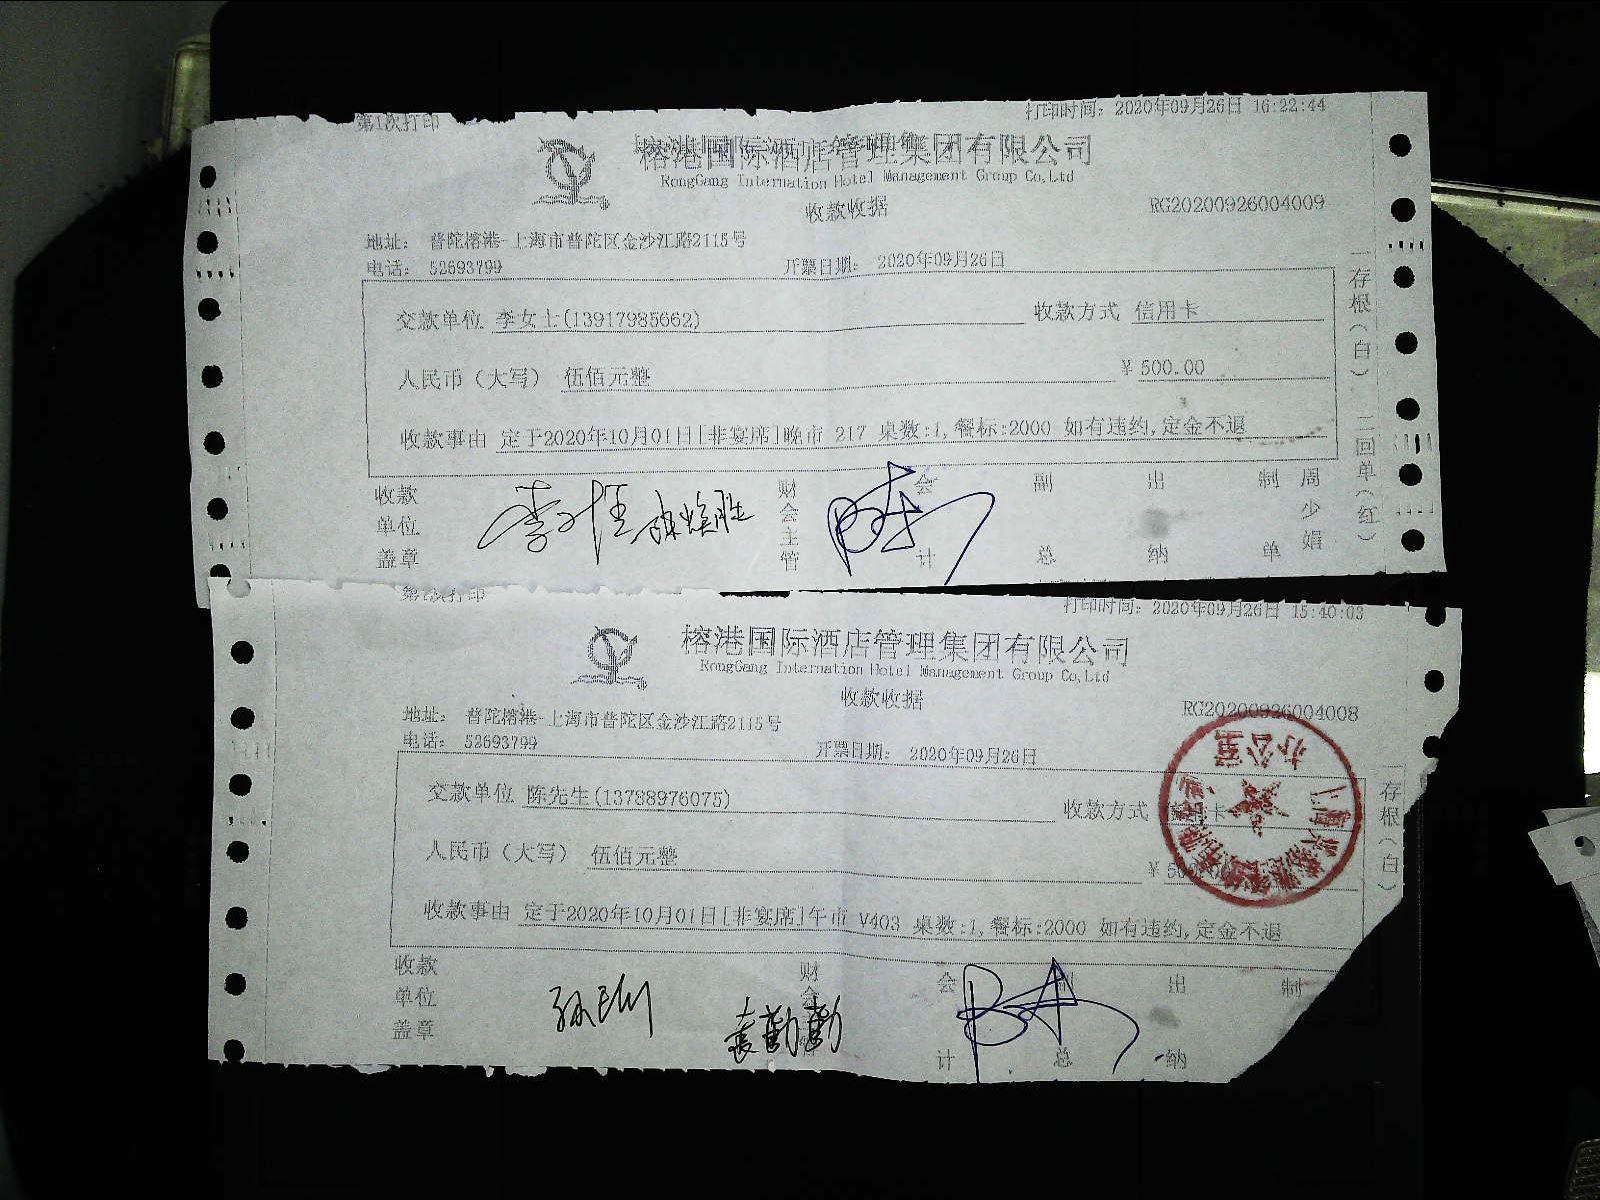 第1次打印
打印时间: 2020年09月26日 16:22:44
榕港国际酒店管理集团有限公司
RongGang Internation Hotel Management Group Co,Ltd
收款收据
RG20200926004009
地址: 普陀榕港-上海市普陀区金沙江路2115号
电话: 52693799
开票日期: 2020年09月26日
交款单位 李女士(13917985662)
收款方式 信用卡
人民币(大写) 伍佰元整
¥ 500.00
收款事由 定于2020年10月01日[非宴席]晚市 217 桌数:1,餐标:2000 如有违约,定金不退
收款单位盖章
财会主管
会计
副总
出纳
制单
周少娟
一存根(白) 二回单(红)
打印时间: 2020年09月26日 15:40:03
榕港国际酒店管理集团有限公司
RongGang Internation Hotel Management Group Co,Ltd
收款收据
RG20200926004008
地址: 普陀榕港-上海市普陀区金沙江路2115号
电话: 52693799
开票日期: 2020年09月26日
交款单位 陈先生(13788976075)
收款方式
人民币(大写) 伍佰元整
收款事由 定于2020年10月01日[非宴席]午市 V403 桌数:1,餐标:2000 如有违约,定金不退
收款单位盖章
财会
袁勤勤
会计
总
出纳
制
一存根(白)
办公室